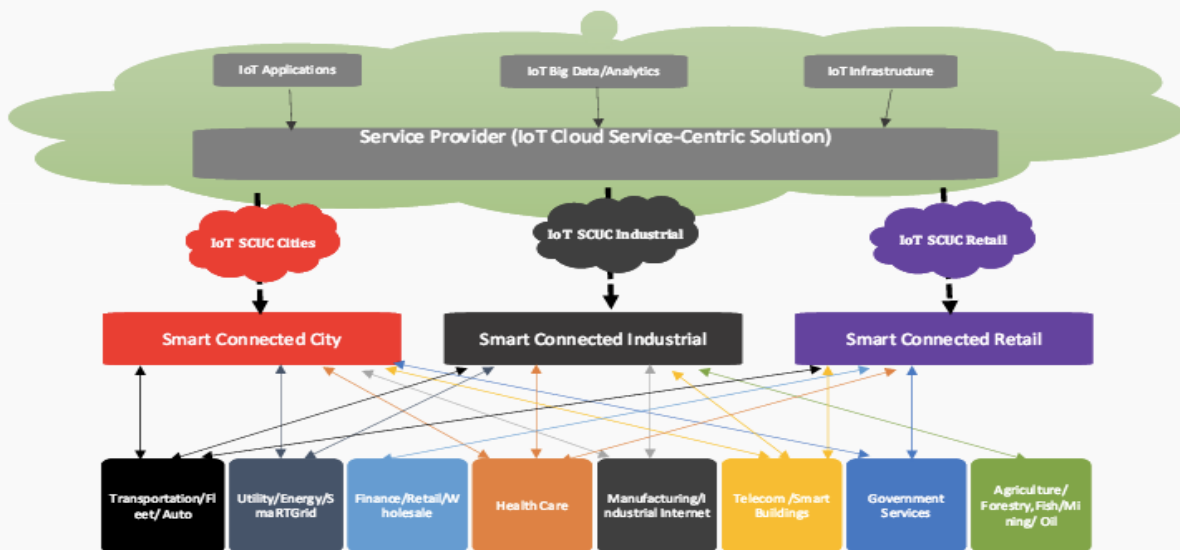 IoT Applications
IoT Big Data/Analytics
IoT Infrastructure
Service Provider (IoT Cloud Service-Centric Solution)
IoT SCUC Cities
IoT SCUC Industrial
IoT SCUC Retail
Smart Connected City
Smart Connected Industrial
Smart Connected Retail
Transportation/Fl
eet/ Auto
Utility/Energy/S
maRTGrid
Finance/Retail/W
holesale
Health Care
Manufacturing/I
ndustrial Internet
Telecom /Smart
Buildings
Government
Services
Agriculture/
Forestry, Fish/Mi
ning/ Oil